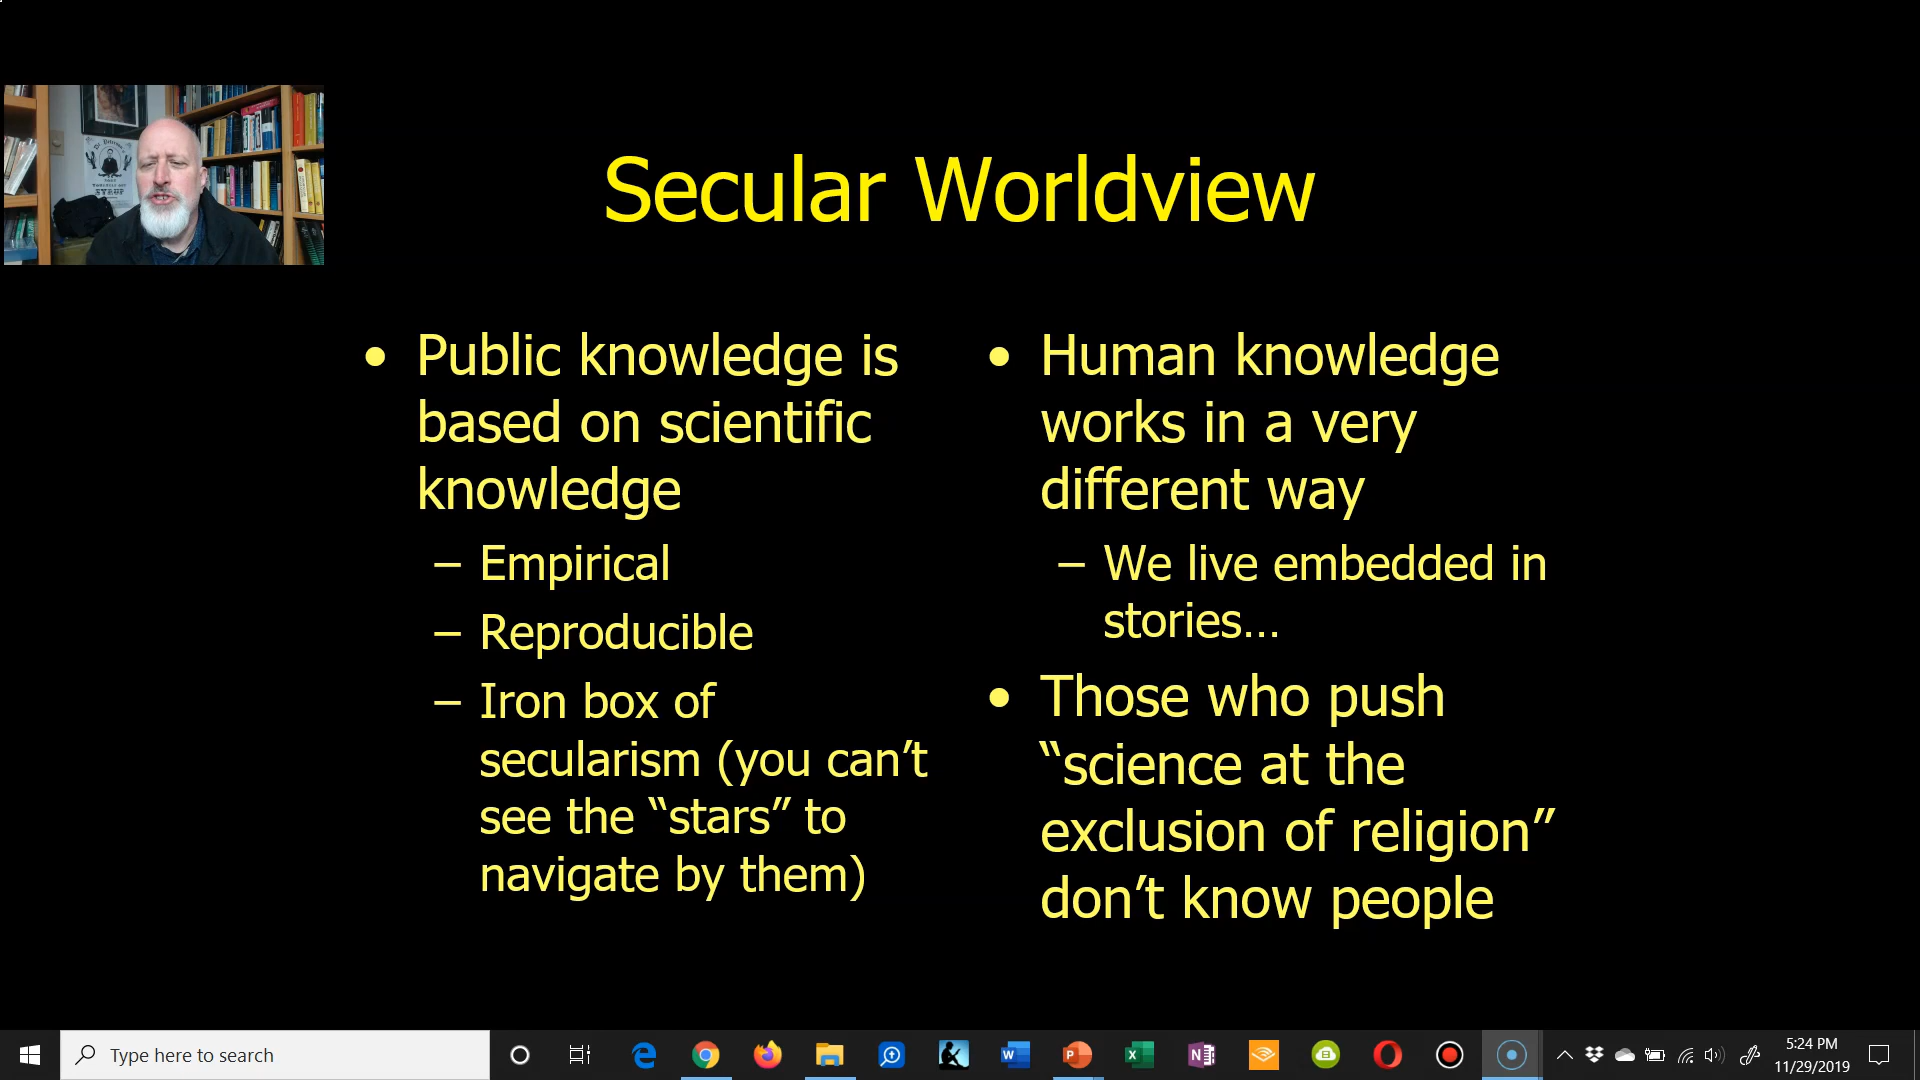 Dr. Peterson's
SYRUP
Secular Worldview
• Public knowledge is
based on scientific
knowledge
– Empirical
– Reproducible
– Iron box of
secularism (you can’t
see the “stars” to
navigate by them)
• Human knowledge
works in a very
different way
– We live embedded in
stories…
• Those who push
“science at the
exclusion of religion”
don’t know people
Type here to search
5:24 PM
11/29/2019